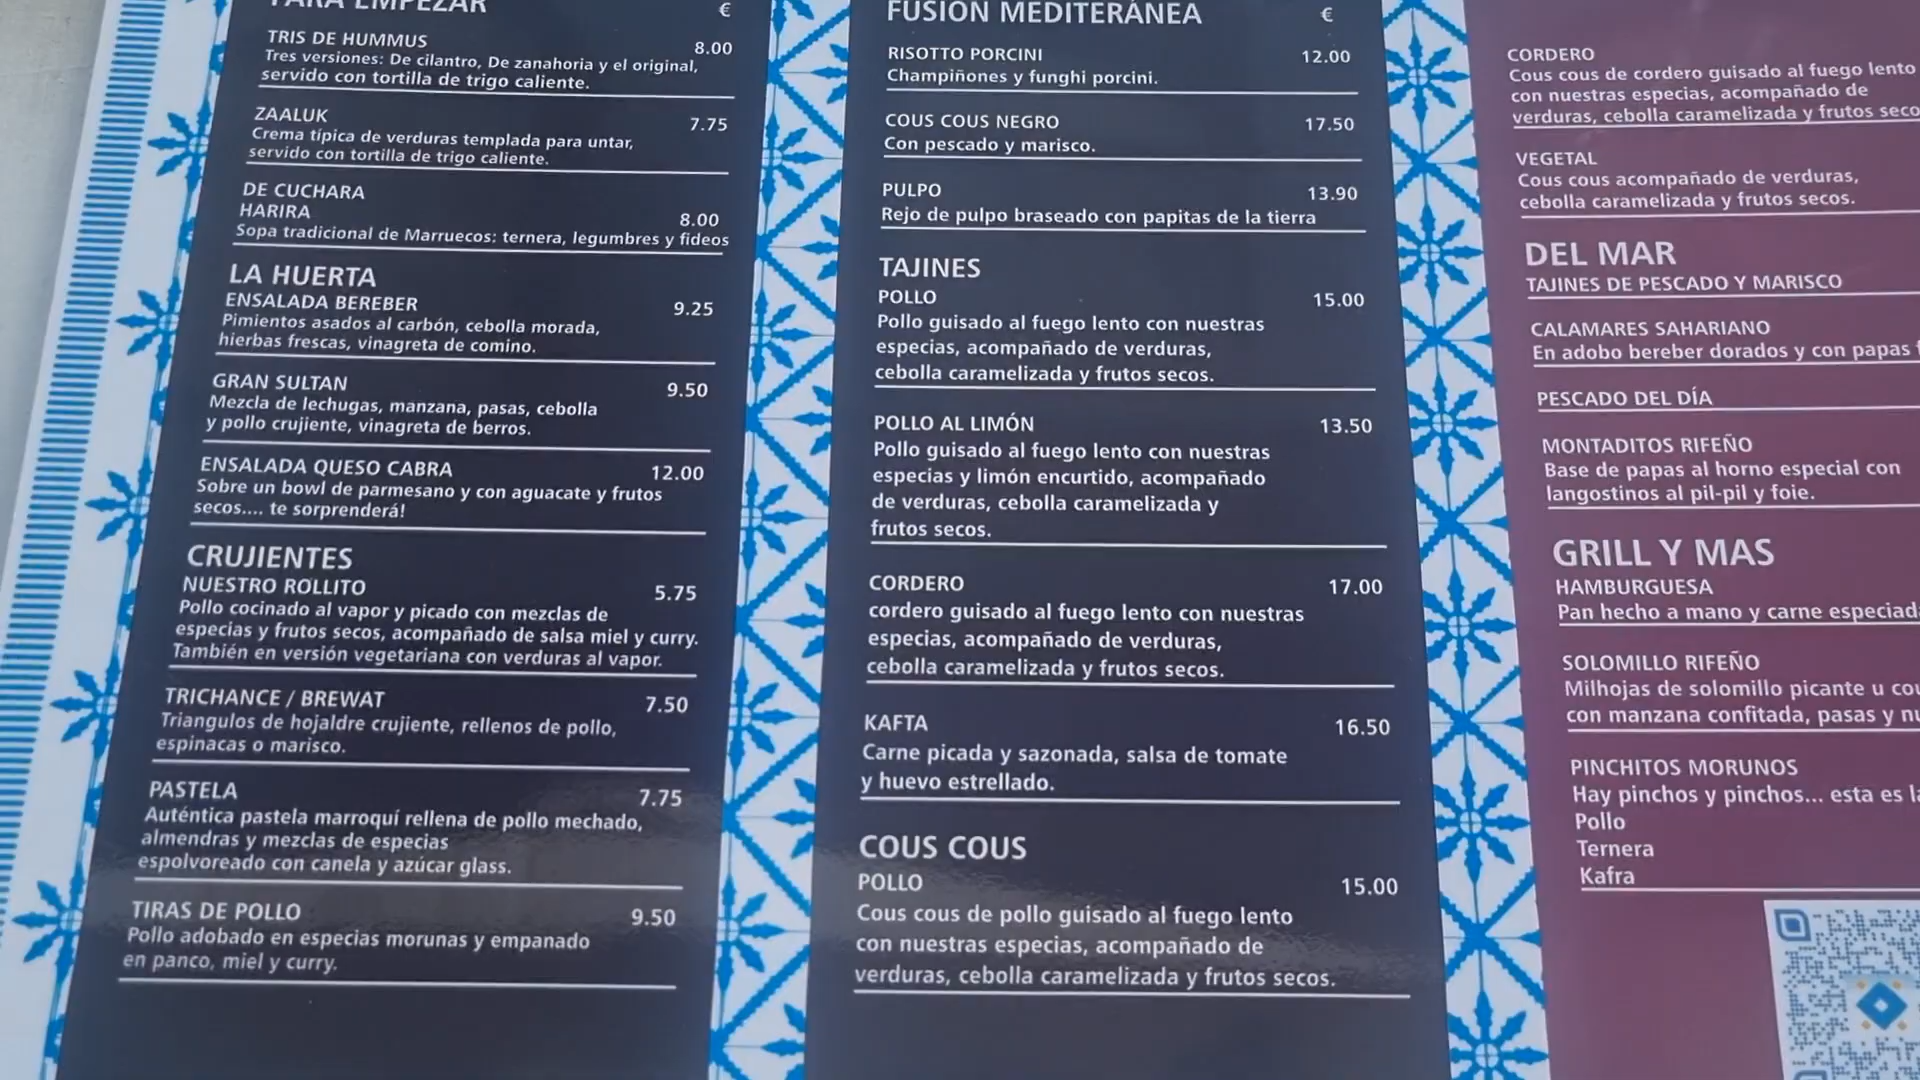 PARA EMPEZAR €
TRIS DE HUMMUS 8.00
Tres versiones: De cilantro, De zanahoria y el original,
servido con tortilla de trigo caliente.
ZAALUK 7.75
Crema típica de verduras templada para untar,
servido con tortilla de trigo caliente.
DE CUCHARA
HARIRA 8.00
Sopa tradicional de Marruecos: ternera, legumbres y fideos
LA HUERTA
ENSALADA BEREBER 9.25
Pimientos asados al carbón, cebolla morada,
hierbas frescas, vinagreta de comino.
GRAN SULTAN 9.50
Mezcla de lechugas, manzana, pasas, cebolla
y pollo crujiente, vinagreta de berros.
ENSALADA QUESO CABRA 12.00
Sobre un bowl de parmesano y con aguacate y frutos
secos.... te sorprenderá!
CRUJIENTES
NUESTRO ROLLITO 5.75
Pollo cocinado al vapor y picado con mezclas de
especias y frutos secos, acompañado de salsa miel y curry.
También en versión vegetariana con verduras al vapor.
TRICHANCE / BREWAT 7.50
Triangulos de hojaldre crujiente, rellenos de pollo,
espinacas o marisco.
PASTELA 7.75
Auténtica pastela marroquí rellena de pollo mechado,
almendras y mezclas de especias
espolvoreado con canela y azúcar glass.
TIRAS DE POLLO 9.50
Pollo adobado en especias morunas y empanado
en panco, miel y curry.
FUSIÓN MEDITERÁNEA €
RISOTTO PORCINI 12.00
Champiñones y funghi porcini.
COUS COUS NEGRO 17.50
Con pescado y marisco.
PULPO 13.90
Rejo de pulpo braseado con papitas de la tierra
TAJINES
POLLO 15.00
Pollo guisado al fuego lento con nuestras
especias, acompañado de verduras,
cebolla caramelizada y frutos secos.
POLLO AL LIMÓN 13.50
Pollo guisado al fuego lento con nuestras
especias y limón encurtido, acompañado
de verduras, cebolla caramelizada y
frutos secos.
CORDERO 17.00
cordero guisado al fuego lento con nuestras
especias, acompañado de verduras,
cebolla caramelizada y frutos secos.
KAFTA 16.50
Carne picada y sazonada, salsa de tomate
y huevo estrellado.
COUS COUS
POLLO 15.00
Cous cous de pollo guisado al fuego lento
con nuestras especias, acompañado de
verduras, cebolla caramelizada y frutos secos.
CORDERO
Cous cous de cordero guisado al fuego lento
con nuestras especias, acompañado de
verduras, cebolla caramelizada y frutos seco
VEGETAL
Cous cous acompañado de verduras,
cebolla caramelizada y frutos secos.
DEL MAR
TAJINES DE PESCADO Y MARISCO
CALAMARES SAHARIANO
En adobo bereber dorados y con papas
PESCADO DEL DÍA
MONTADITOS RIFEÑO
Base de papas al horno especial con
langostinos al pil-pil y foie.
GRILL Y MAS
HAMBURGUESA
Pan hecho a mano y carne especiad
SOLOMILLO RIFEÑO
Milhojas de solomillo picante u
con manzana confitada, pasas y
PINCHITOS MORUNOS
Hay pinchos y pinchos... esta es
Pollo
Ternera
Kafra